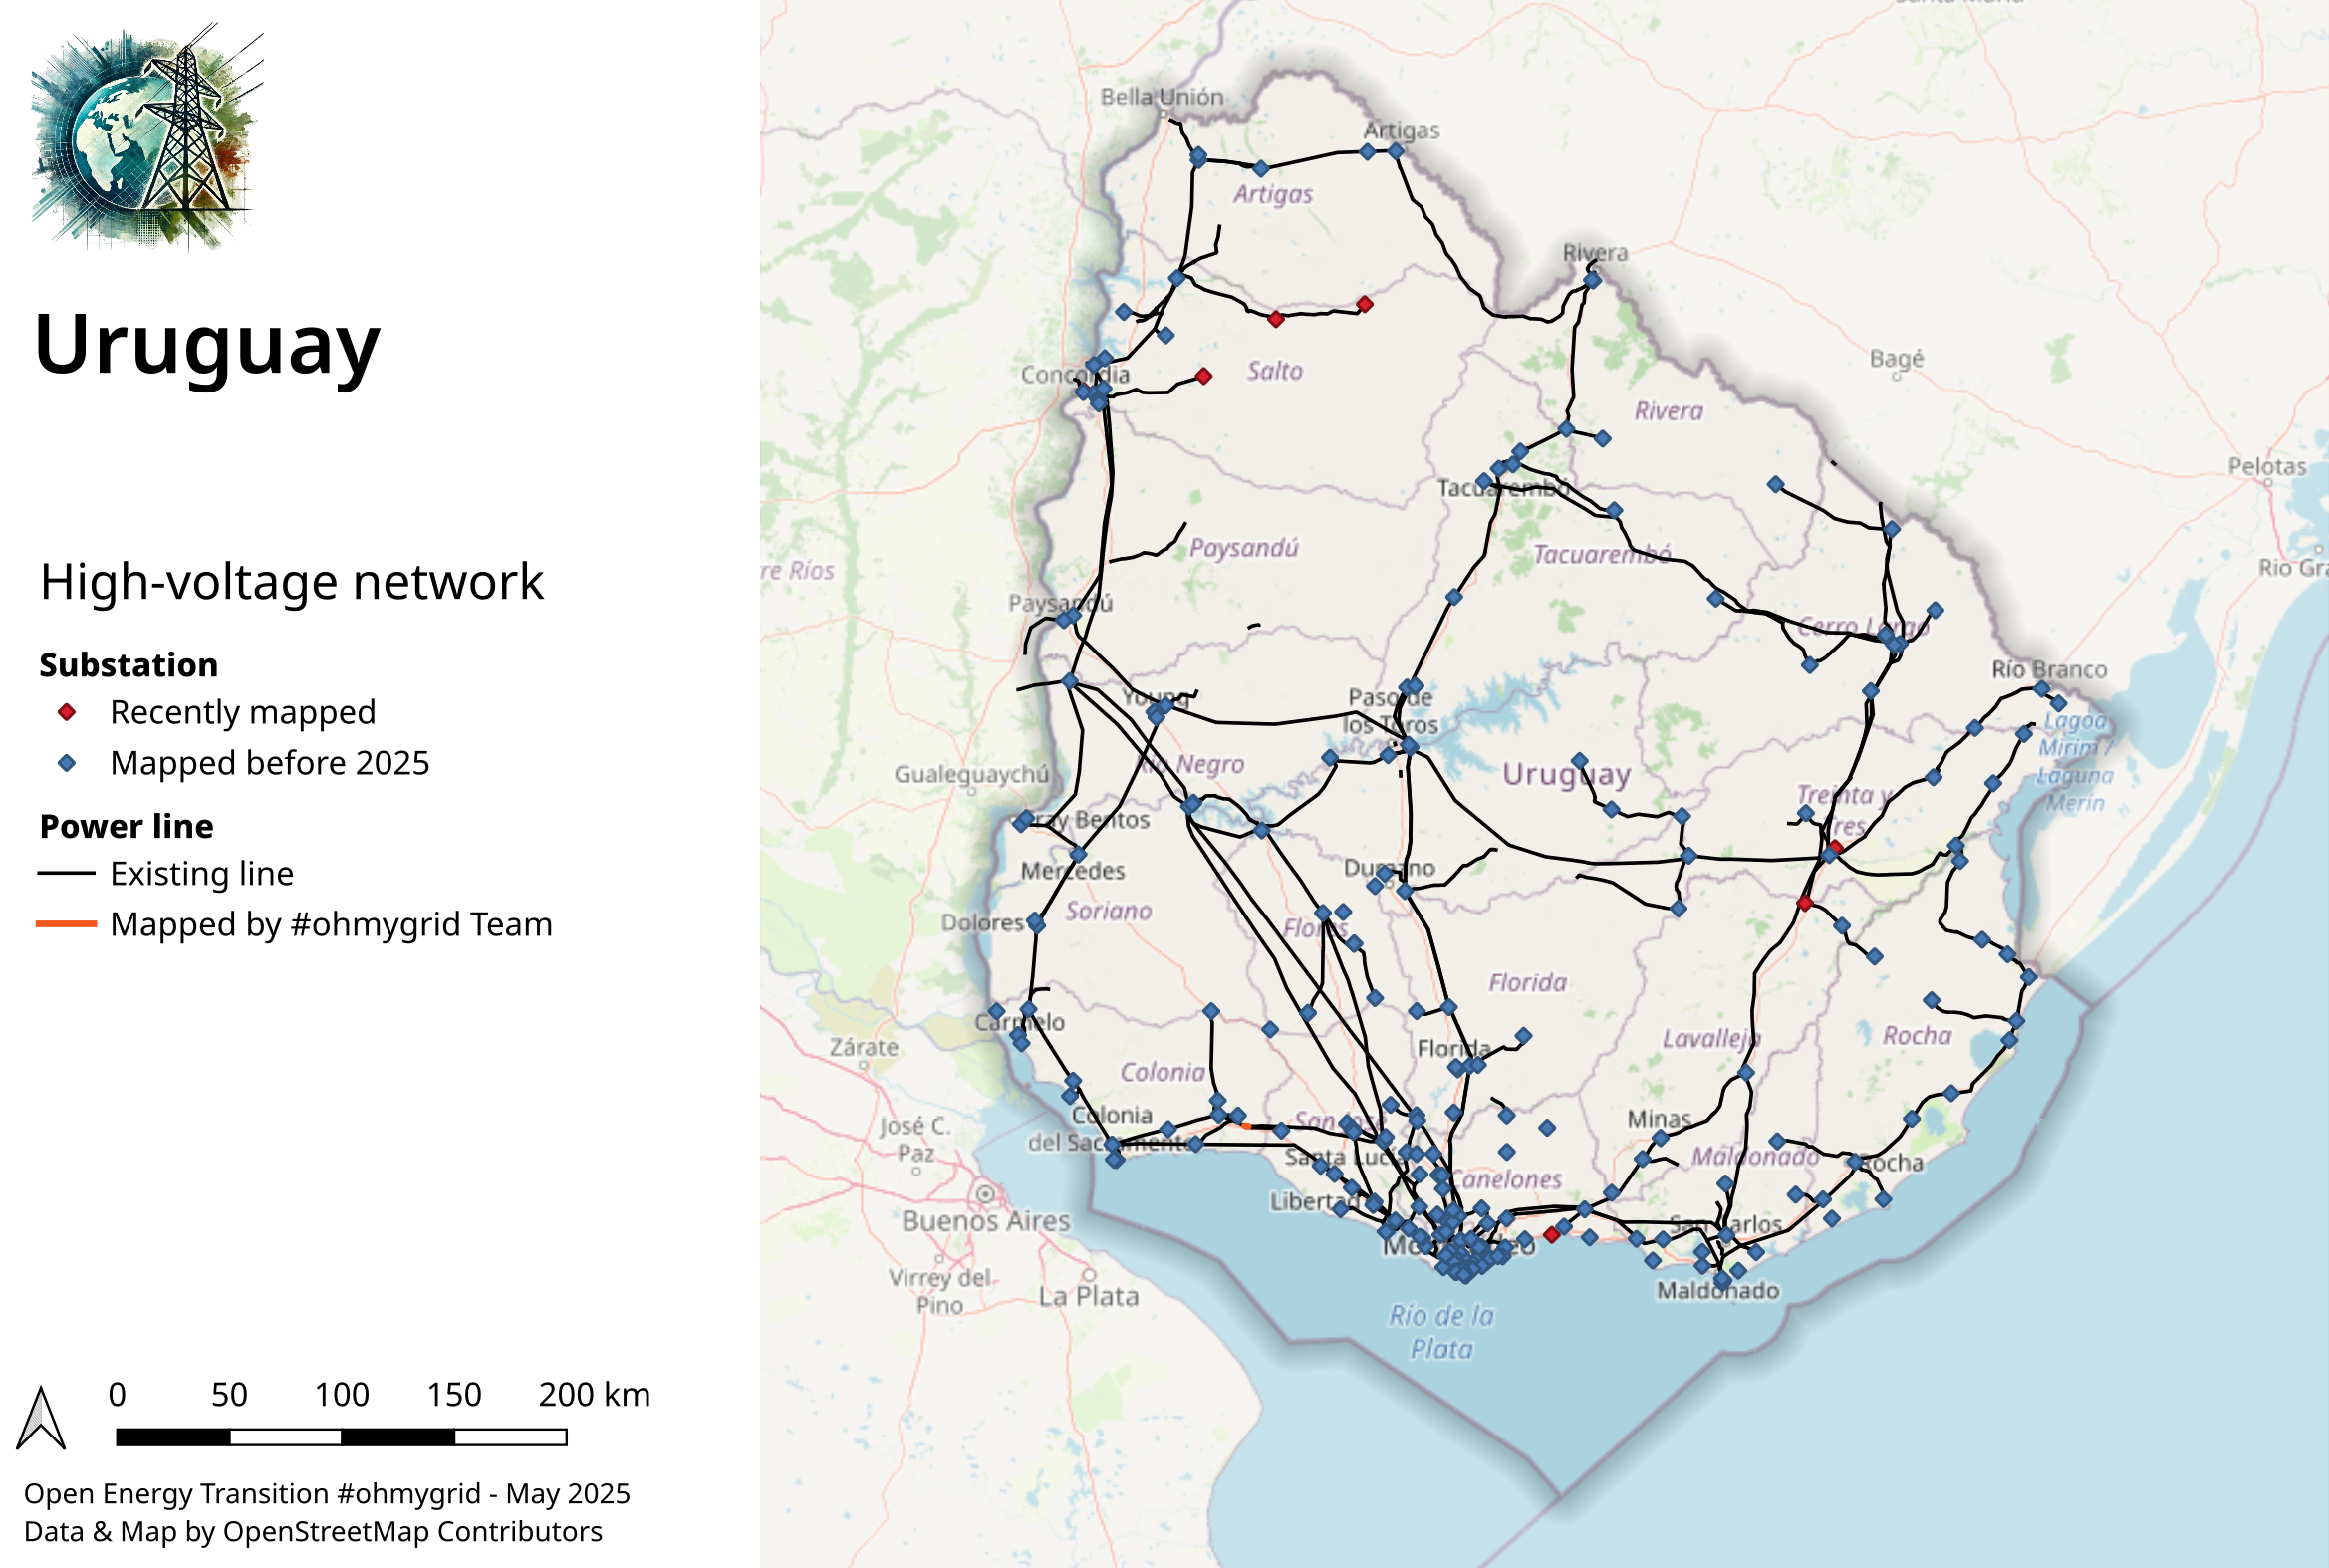 Uruguay
High-voltage network
Substation
Recently mapped
Mapped before 2025
Power line
Existing line
Mapped by #ohmygrid Team
0 50 100 150 200 km
Open Energy Transition #ohmygrid - May 2025
Data & Map by OpenStreetMap Contributors
Bella Unión
Artigas
Artigas
Rivera
Bagé
Concordia
Salto
Rivera
Pelotas
Tacuarembó
Paysandú
Tacuarembó
re Ríos
Rio Gra
Paysandú
Cerro Largo
Río Branco
Young
Paso de
los Toros
Lagoa
Mirim /
Laguna
Merin
Río Negro
Gualeguaychú
Uruguay
Treinta y
Tres
Fray Bentos
Mercedes
Durazno
Soriano
Dolores
Flores
Florida
Carmelo
Zárate
Florida
Lavalleja
Rocha
Colonia
Colonia
del Sacramento
San José
Minas
José C.
Paz
Santa Lucía
Maldonado
Rocha
Canelones
Libertad
Buenos Aires
San Carlos
Montevideo
Virrey del
Pino
La Plata
Maldonado
Río de la
Plata